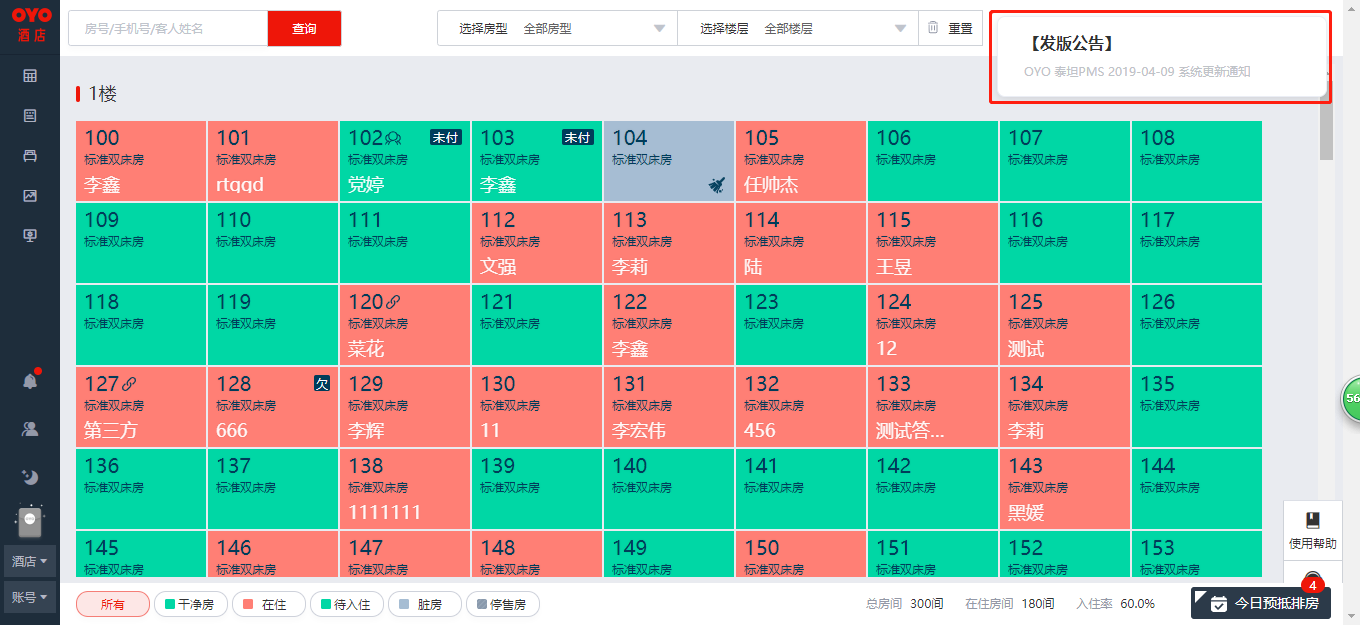 OYO
酒店
房号/手机号/客人姓名
查询
选择房型 全部房型
选择楼层 全部楼层
重置
【发版公告】
OYO 泰坦PMS 2019-04-09 系统更新通知
1楼
100
标准双床房
李鑫
101
标准双床房
rtqqd
102 未付
标准双床房
党婷
103 未付
标准双床房
李鑫
104
标准双床房
105
标准双床房
任帅杰
106
标准双床房
107
标准双床房
108
标准双床房
109
标准双床房
110
标准双床房
111
标准双床房
112
标准双床房
文强
113
标准双床房
李莉
114
标准双床房
陆
115
标准双床房
王昱
116
标准双床房
117
标准双床房
118
标准双床房
119
标准双床房
120
标准双床房
菜花
121
标准双床房
122
标准双床房
李鑫
123
标准双床房
124
标准双床房
12
125
标准双床房
测试
126
标准双床房
127
标准双床房
第三方
128 欠
标准双床房
666
129
标准双床房
李辉
130
标准双床房
11
131
标准双床房
李宏伟
132
标准双床房
456
133
标准双床房
测试答...
134
标准双床房
李莉
135
标准双床房
136
标准双床房
137
标准双床房
138
标准双床房
1111111
139
标准双床房
140
标准双床房
141
标准双床房
142
标准双床房
143
标准双床房
黑媛
144
标准双床房
145
标准双床房
146
标准双床房
147
标准双床房
148
标准双床房
149
标准双床房
150
标准双床房
151
标准双床房
152
标准双床房
153
标准双床房
56
使用帮助
酒店
账号
所有
干净房
在住
待入住
脏房
停售房
总房间 300间
在住房间 180间
入住率 60.0%
4
今日预抵排房